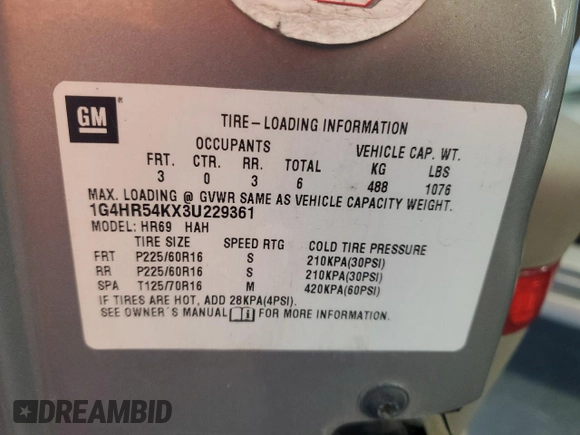 GM
TIRE-LOADING INFORMATION
OCCUPANTS VEHICLE CAP. WT.
FRT. CTR. RR. TOTAL KG LBS
3 0 3 6 488 1076
MAX. LOADING @ GVWR SAME AS VEHICLE CAPACITY WEIGHT.
1G4HR54KX3U229361
MODEL: HR69 HAH
TIRE SIZE SPEED RTG COLD TIRE PRESSURE
FRT P225/60R16 S 210KPA(30PSI)
RR P225/60R16 S 210KPA(30PSI)
SPA T125/70R16 M 420KPA(60PSI)
IF TIRES ARE HOT, ADD 28KPA(4PSI).
SEE OWNER'S MANUAL FOR MORE INFORMATION.
DREAMBID